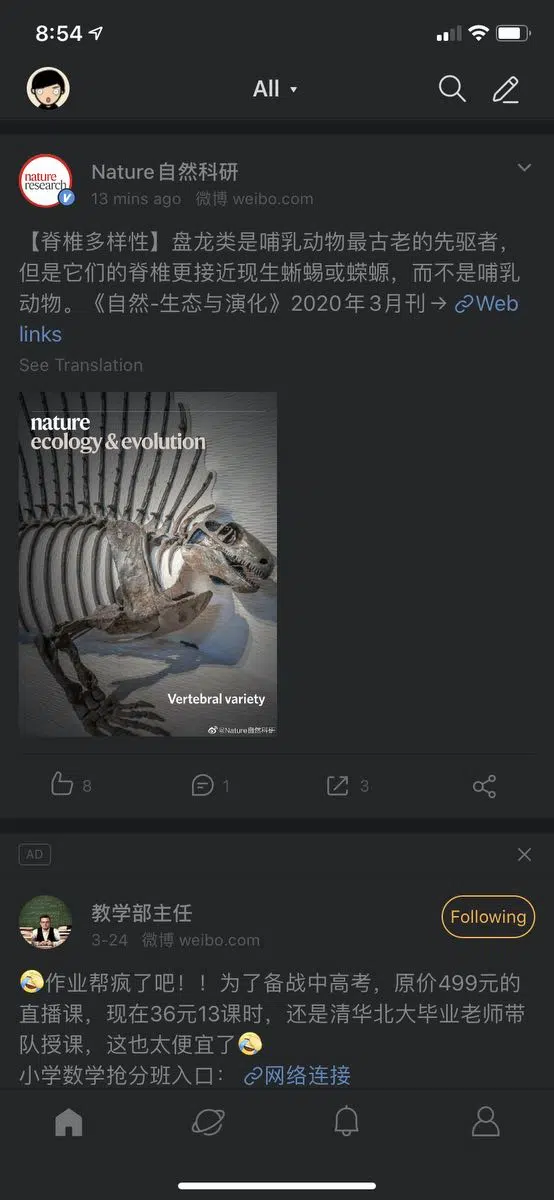 8:54
All
nature
research
Nature自然科研
13 mins ago 微博 weibo.com
【脊椎多样性】盘龙类是哺乳动物最古老的先驱者，
但是它们的脊椎更接近现生蜥蜴或蝾螈，而不是哺乳
动物。《自然-生态与演化》2020年3月刊→Web
links
See Translation
nature
ecology & evolution
Vertebral variety
@Nature自然科研
8
1
3
AD
教学部主任
3-24 微博 weibo.com
Following
作业帮疯了吧！！为了备战中高考，原价499元的
直播课，现在36元13课时，还是清华北大毕业老师带
队授课，这也太便宜了
小学数学抢分班入口：网络连接